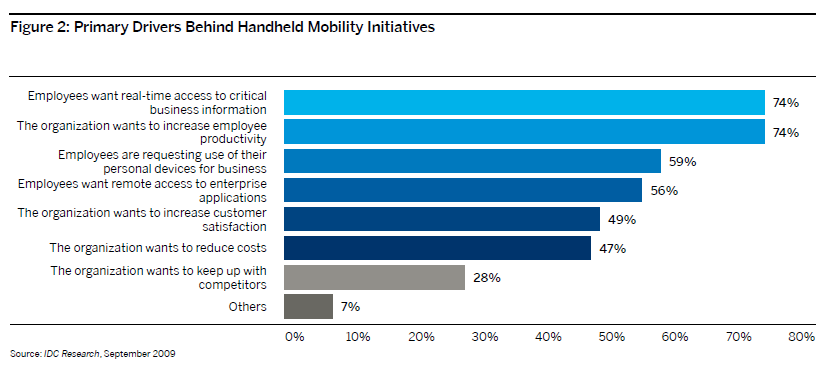 Figure 2: Primary Drivers Behind Handheld Mobility Initiatives
Employees want real-time access to critical
business information
74%
The organization wants to increase employee
productivity
74%
Employees are requesting use of their
personal devices for business
59%
Employees want remote access to enterprise
applications
56%
The organization wants to increase customer
satisfaction
49%
The organization wants to reduce costs
47%
The organization wants to keep up with
competitors
28%
Others
7%
0% 10% 20% 30% 40% 50% 60% 70% 80%
Source: IDC Research, September 2009